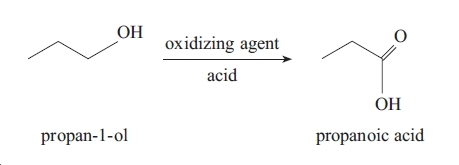 OH
oxidizing agent
acid
O
OH
propan-1-ol
propanoic acid